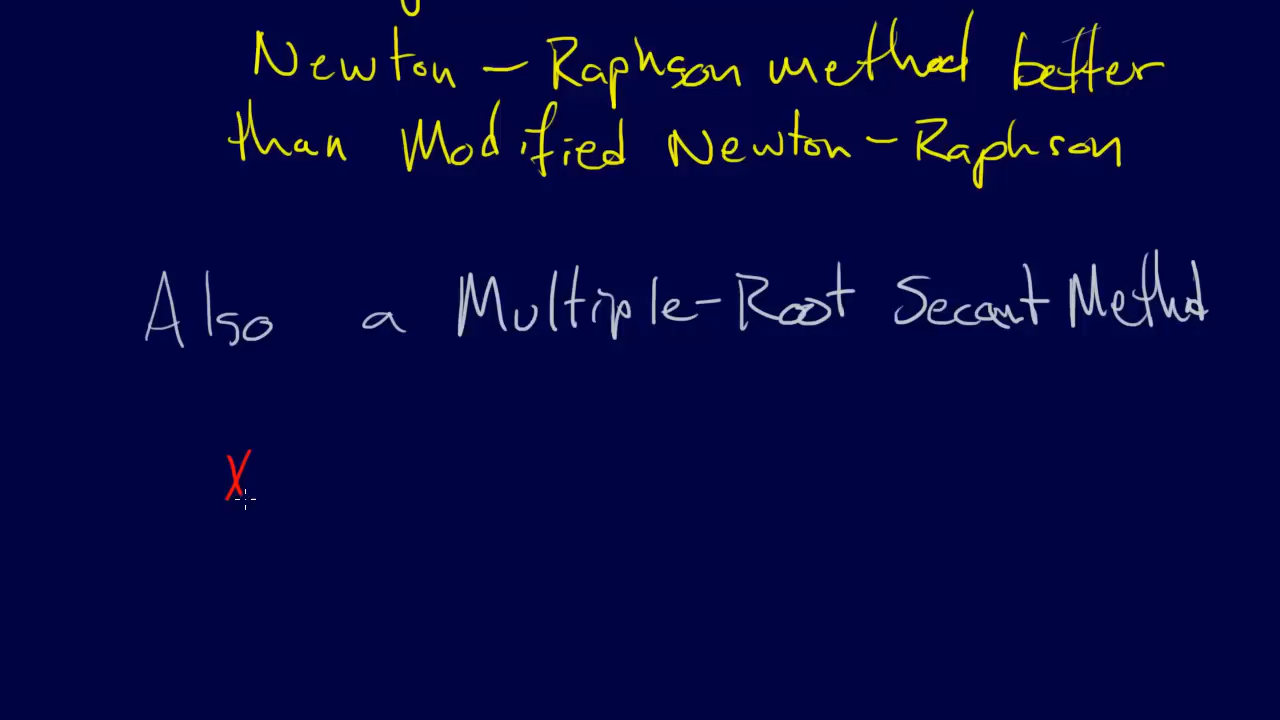 Newton - Raphson method better
than Modified Newton - Raphson
Also a Multiple-Root Secant Method
X